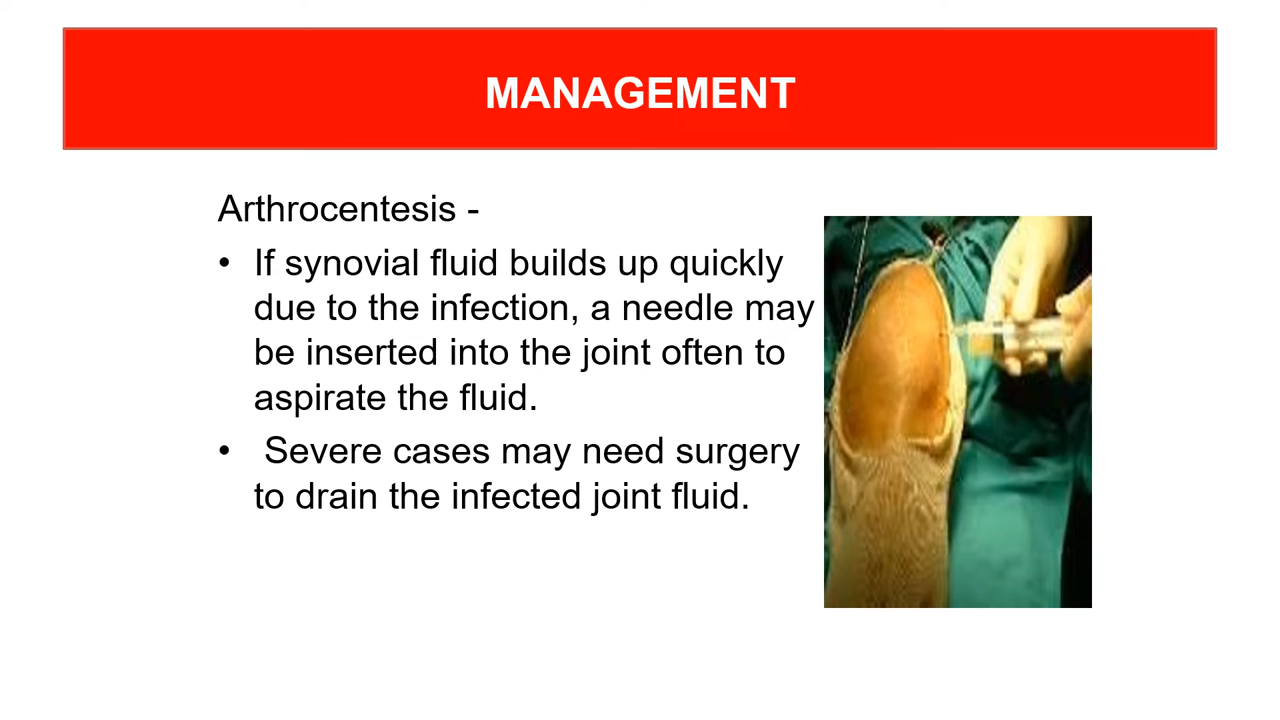 MANAGEMENT
Arthrocentesis -
• If synovial fluid builds up quickly
due to the infection, a needle may
be inserted into the joint often to
aspirate the fluid.
• Severe cases may need surgery
to drain the infected joint fluid.